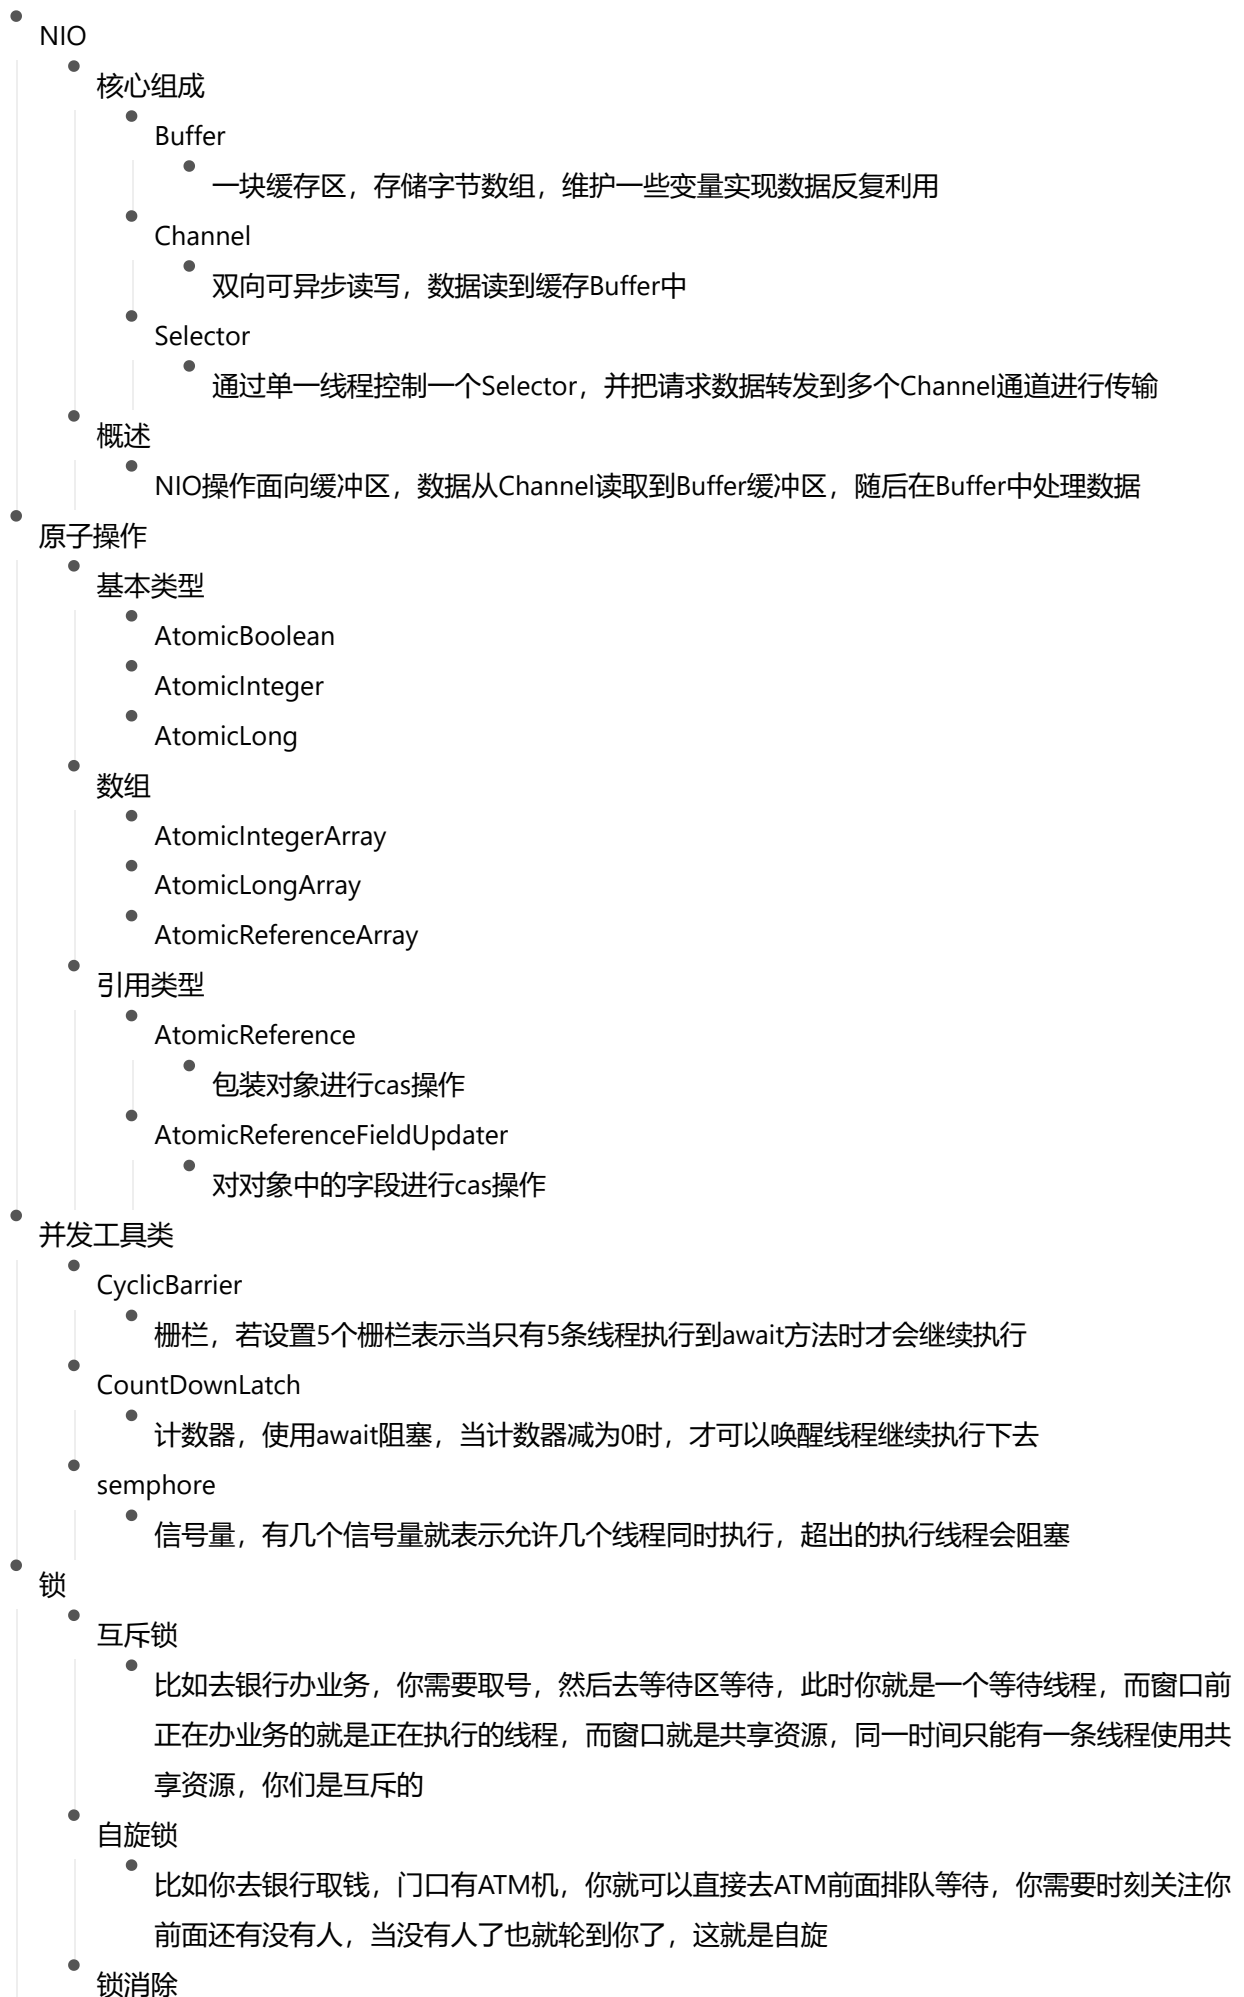 NIO
核心组成
Buffer
一块缓存区，存储字节数组，维护一些变量实现数据反复利用
Channel
双向可异步读写，数据读到缓存Buffer中
Selector
通过单一线程控制一个Selector，并把请求数据转发到多个Channel通道进行传输
概述
NIO操作面向缓冲区，数据从Channel读取到Buffer缓冲区，随后在Buffer中处理数据
原子操作
基本类型
AtomicBoolean
AtomicInteger
AtomicLong
数组
AtomicIntegerArray
AtomicLongArray
AtomicReferenceArray
引用类型
AtomicReference
包装对象进行cas操作
AtomicReferenceFieldUpdater
对对象中的字段进行cas操作
并发工具类
CyclicBarrier
栅栏，若设置5个栅栏表示当只有5条线程执行到await方法时才会继续执行
CountDownLatch
计数器，使用await阻塞，当计数器减为0时，才可以唤醒线程继续执行下去
semphore
信号量，有几个信号量就表示允许几个线程同时执行，超出的执行线程会阻塞
锁
互斥锁
比如去银行办业务，你需要取号，然后去等待区等待，此时你就是一个等待线程，而窗口前
正在办业务的就是正在执行的线程，而窗口就是共享资源，同一时间只能有一条线程使用共
享资源，你们是互斥的
自旋锁
比如你去银行取钱，门口有ATM机，你就可以直接去ATM前面排队等待，你需要时刻关注你
前面还有没有人，当没有人了也就轮到你了，这就是自旋
锁消除